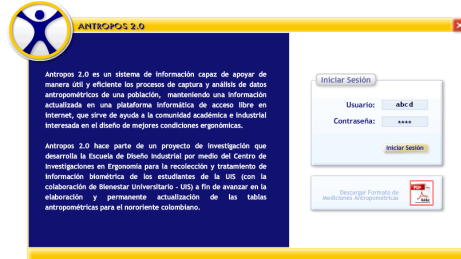 ANTROPOS 2.0
Antropos 2.0 es un sistema de información capaz de apoyar de
manera útil y eficiente los procesos de captura y análisis de datos
antropométricos de una población, manteniendo una información
actualizada en una plataforma informática de acceso libre en
internet, que sirve de ayuda a la comunidad académica e industrial
interesada en el diseño de mejores condiciones ergonómicas.
Antropos 2.0 hace parte de un proyecto de investigación que
desarrolla la Escuela de Diseño Industrial por medio del Centro de
Investigaciones en Ergonomía para la recolección y tratamiento de
información biométrica de los estudiantes de la UIS (con la
colaboración de Bienestar Universitario - UIS) a fin de avanzar en la
elaboración y permanente actualización de las tablas
antropométricas para el nororiente colombiano.
Iniciar Sesión
Usuario: abcd
Contraseña: ****
Iniciar Sesión
Descargar Formato de
Mediciones Antropométricas
PDF